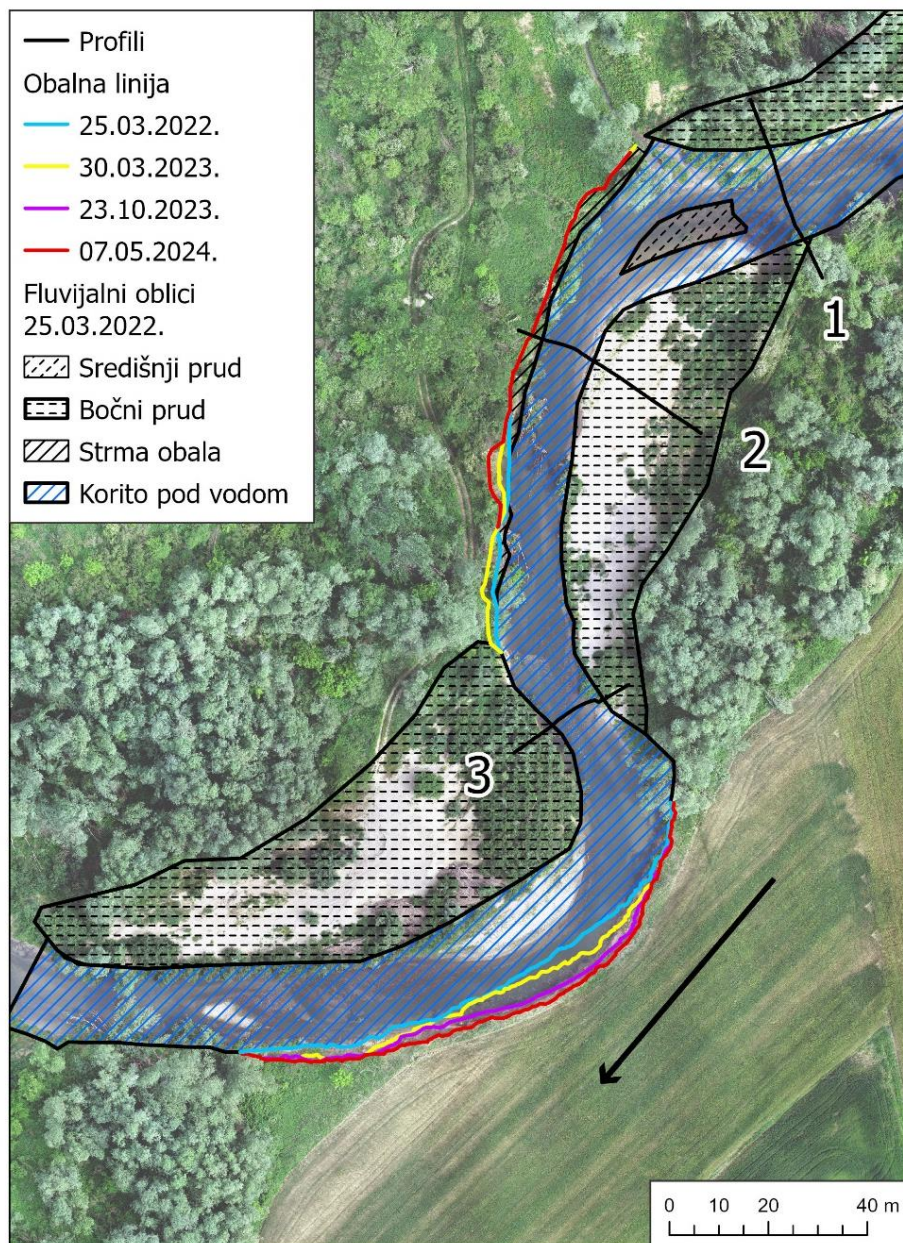 Profili
Obalna linija
25.03.2022.
30.03.2023.
23.10.2023.
07.05.2024.
Fluvijalni oblici
25.03.2022.
Središnji prud
Bočni prud
Strma obala
Korito pod vodom
1
2
3
0 10 20 40 m